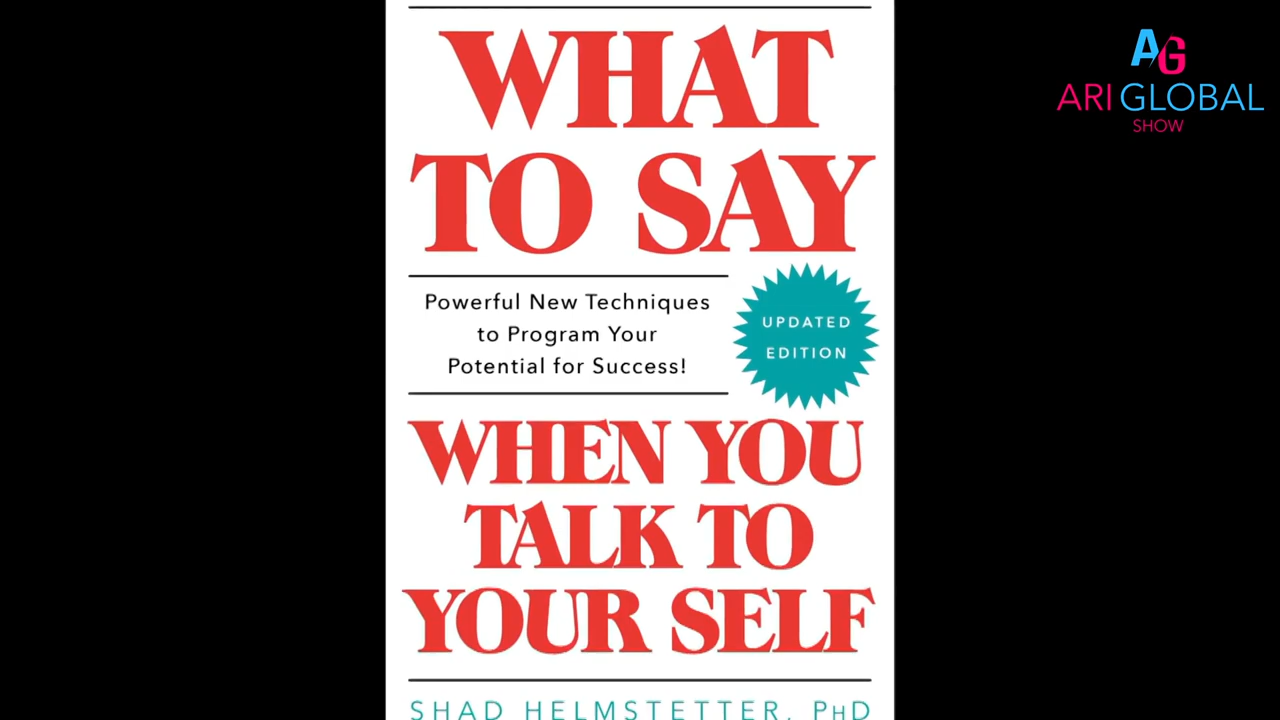 WHAT
TO SAY
Powerful New Techniques
to Program Your
Potential for Success!
UPDATED
EDITION
WHEN YOU
TALK TO
YOUR SELF
SHAD HELMSTETTER, PHD
AG
ARI GLOBAL
SHOW